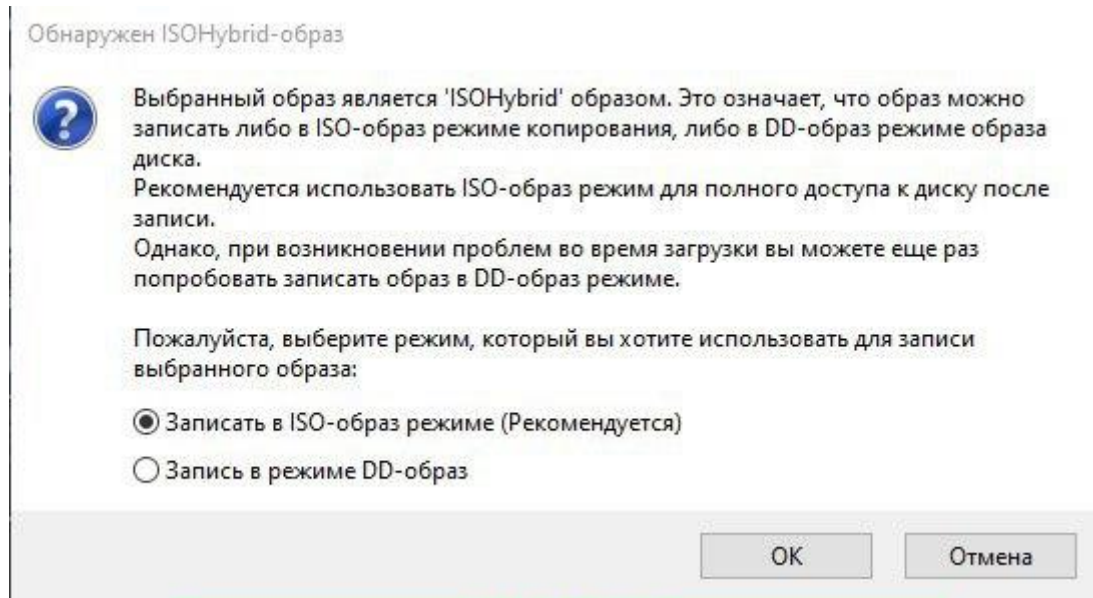 Обнаружен ISOHybrid-образ
Выбранный образ является 'ISOHybrid' образом. Это означает, что образ можно
записать либо в ISO-образ режиме копирования, либо в DD-образ режиме образа
диска.
Рекомендуется использовать ISO-образ режим для полного доступа к диску после
записи.
Однако, при возникновении проблем во время загрузки вы можете еще раз
попробовать записать образ в DD-образ режиме.
Пожалуйста, выберите режим, который вы хотите использовать для записи
выбранного образа:
Записать в ISO-образ режиме (Рекомендуется)
Запись в режиме DD-образ
ОК
Отмена